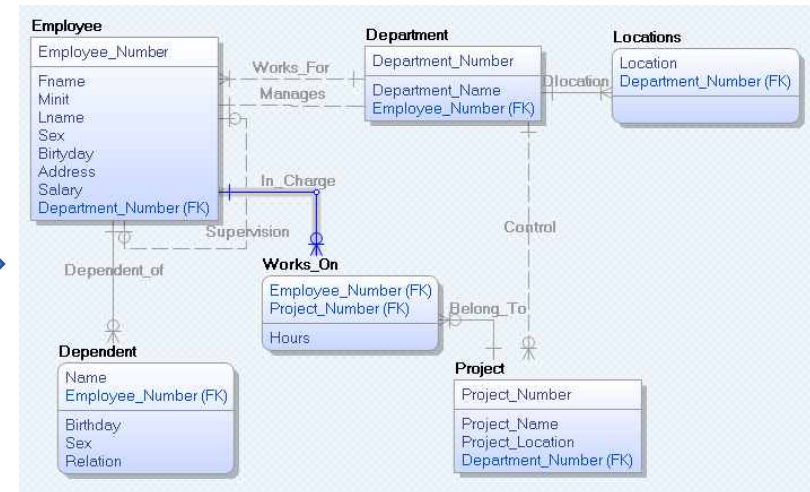 Employee
Employee_Number
Fname
Minit
Lname
Sex
Birtyday
Address
Salary
Department_Number (FK)
Works_For
Manages
Department
Department_Number
Department_Name
Employee_Number (FK)
Dlocation
Locations
Location
Department_Number (FK)
In_Charge
Supervision
Control
Dependent_of
Works_On
Employee_Number (FK)
Project_Number (FK)
Hours
Belong_To
Dependent
Name
Employee_Number (FK)
Birthday
Sex
Relation
Project
Project_Number
Project_Name
Project_Location
Department_Number (FK)